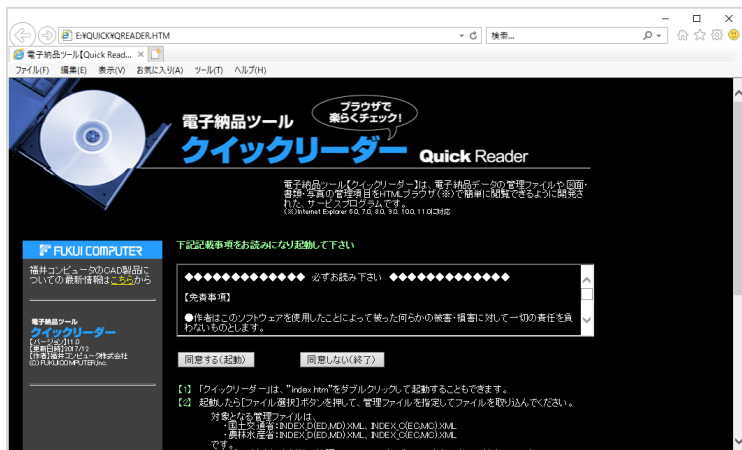 E:¥QUICK¥QREADER.HTM
検索...
電子納品ツール【Quick Read...
ファイル(F) 編集(E) 表示(V) お気に入り(A) ツール(T) ヘルプ(H)
ブラウザで
楽らくチェック!
電子納品ツール
クイックリーダー Quick Reader
電子納品ツール【クイックリーダー】は、電子納品データの管理ファイルや図面・
書類・写真の管理項目をHTMLブラウザ(※)で簡単に閲覧できるように開発さ
れた、サービスプログラムです。
(※)Internet Explorer 6.0, 7.0, 8.0, 9.0, 10.0, 11.0に対応
FUKUI COMPUTER
福井コンピュータのCAD製品に
ついての最新情報はこちらから
電子納品ツール
クイックリーダー
【バージョン】11.0
【更新日時】2017/12
【作者】福井コンピュータ株式会社
(C) FUKUI COMPUTER,Inc.
下記記載事項をお読みになり起動して下さい
◆◆◆◆◆◆◆◆◆◆◆◆◆ 必ずお読み下さい ◆◆◆◆◆◆◆◆◆◆◆◆◆
【免責事項】
●作者はこのソフトウェアを使用したことによって被った何らかの被害・損害に対して一切の責任を負
わないものとします。
同意する(起動) 同意しない(終了)
【1】 「クイックリーダー」は、"index.htm"をダブルクリックして起動することもできます。
【2】 起動したら[ファイル選択]ボタンを押して、管理ファイルを指定してファイルを取り込んでください。
対象となる管理ファイルは、
・国土交通省：INDEX_D(ED,MD).XML、INDEX_C(EC,MC).XML
・農林水産省：INDEX_D(ED,MD).XML、INDEX_C(EC,MC).XML
です。